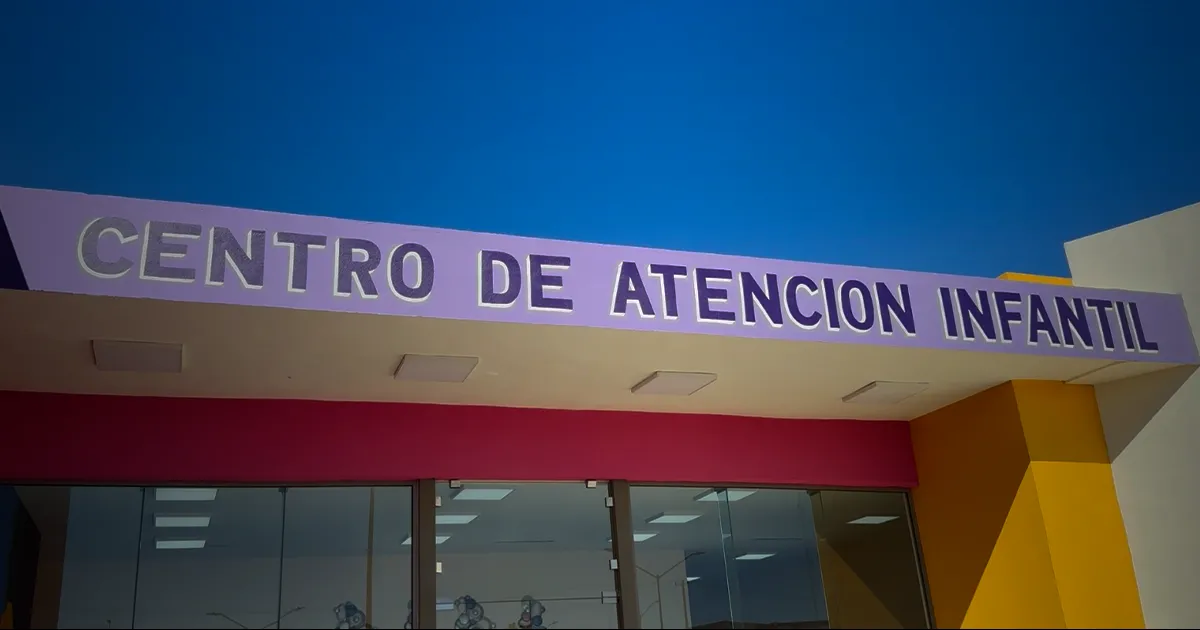 CENTRO DE ATENCION INFANTIL